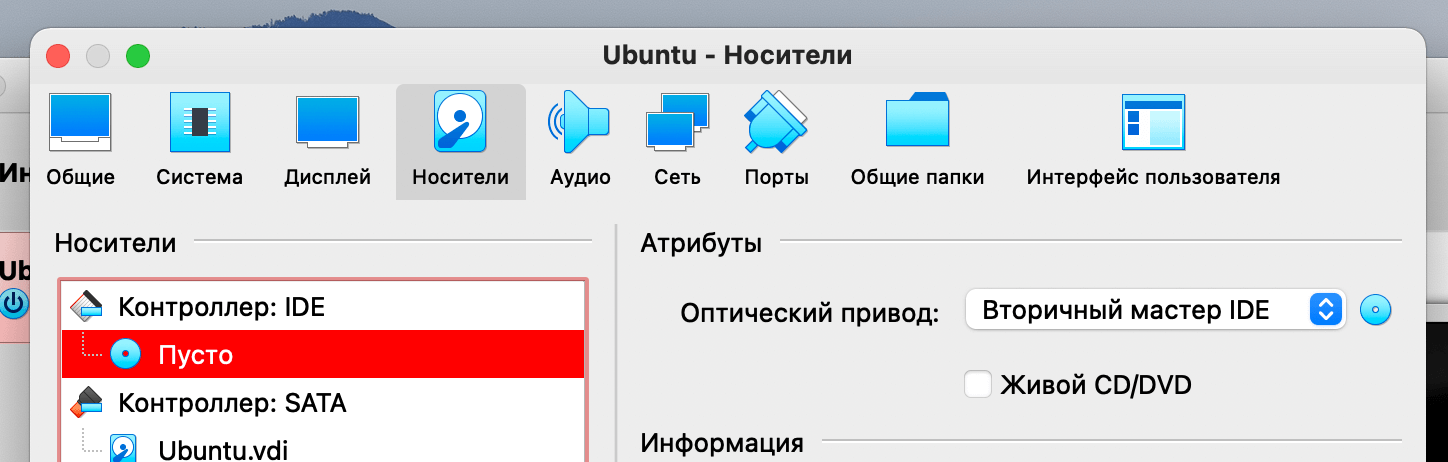 Ubuntu - Носители
Общие Система Дисплей Носители Аудио Сеть Порты Общие папки Интерфейс пользователя
Носители
Контроллер: IDE
Пусто
Контроллер: SATA
Ubuntu.vdi
Атрибуты
Оптический привод: Вторичный мастер IDE
Живой CD/DVD
Информация